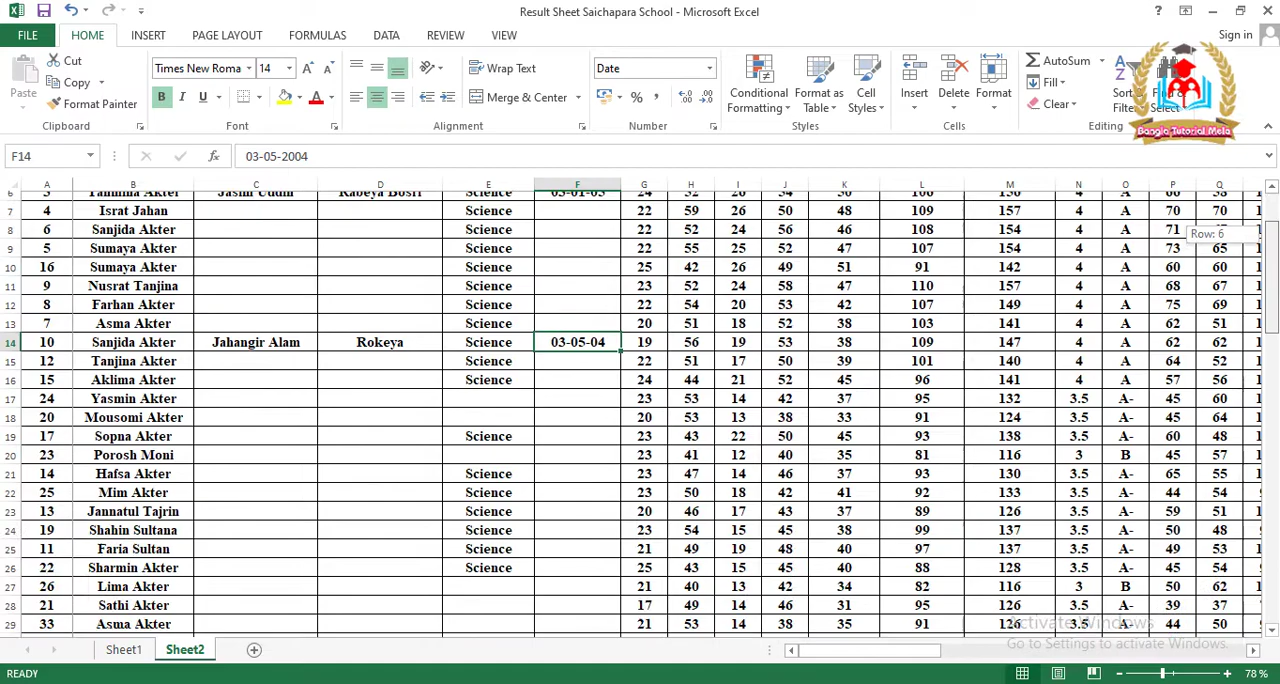 Result Sheet Saichapara School - Microsoft Excel
Sign in
FILE HOME INSERT PAGE LAYOUT FORMULAS DATA REVIEW VIEW
Paste
Cut
Copy
Format Painter
Clipboard
Times New Roma 14
B I U
Font
Wrap Text
Merge & Center
Alignment
Date
Number
Conditional Formatting
Format as Table
Cell Styles
Styles
Insert
Delete
Format
Cells
AutoSum
Fill
Clear
Editing
Bangla Tutorial Mela
F14 fx 03-05-2004
A B C D E F G H I J K L M N O P Q
7 4 Israt Jahan Science 22 59 26 50 48 109 157 4 A 70 70
8 6 Sanjida Akter Science 22 52 24 56 46 108 154 4 A 71
Row: 6
9 5 Sumaya Akter Science 22 55 25 52 47 107 154 4 A 73 65
10 16 Sumaya Akter Science 25 42 26 49 51 91 142 4 A 60 60
11 9 Nusrat Tanjina Science 23 52 24 58 47 110 157 4 A 68 67
12 8 Farhan Akter Science 22 54 20 53 42 107 149 4 A 75 69
13 7 Asma Akter Science 20 51 18 52 38 103 141 4 A 62 51
14 10 Sanjida Akter Jahangir Alam Rokeya Science 03-05-04 19 56 19 53 38 109 147 4 A 62 62
15 12 Tanjina Akter Science 22 51 17 50 39 101 140 4 A 64 52
16 15 Aklima Akter Science 24 44 21 52 45 96 141 4 A 57 56
17 24 Yasmin Akter 23 53 14 42 37 95 132 3.5 A- 45 60
18 20 Mousomi Akter 20 53 13 38 33 91 124 3.5 A- 45 64
19 17 Sopna Akter Science 23 43 22 50 45 93 138 3.5 A- 60 48
20 23 Porosh Moni 23 41 12 40 35 81 116 3 B 45 57
21 14 Hafsa Akter Science 23 47 14 46 37 93 130 3.5 A- 65 55
22 25 Mim Akter Science 23 50 18 42 41 92 133 3.5 A- 44 54
23 13 Jannatul Tajrin Science 20 46 17 43 37 89 126 3.5 A- 59 51
24 19 Shahin Sultana Science 23 54 15 45 38 99 137 3.5 A- 50 48
25 11 Faria Sultan Science 21 49 19 48 40 97 137 3.5 A- 49 53
26 22 Sharmin Akter Science 25 43 15 45 40 88 128 3.5 A- 45 54
27 26 Lima Akter 21 40 13 42 34 82 116 3 B 50 62
28 21 Sathi Akter 17 49 14 46 31 95 126 3.5 A- 39 37
29 33 Asma Akter 21 53 14 38 35 91 3.5 A- 44 50
Activate Windows
Go to Settings to activate Windows.
Sheet1 Sheet2
READY 78 %